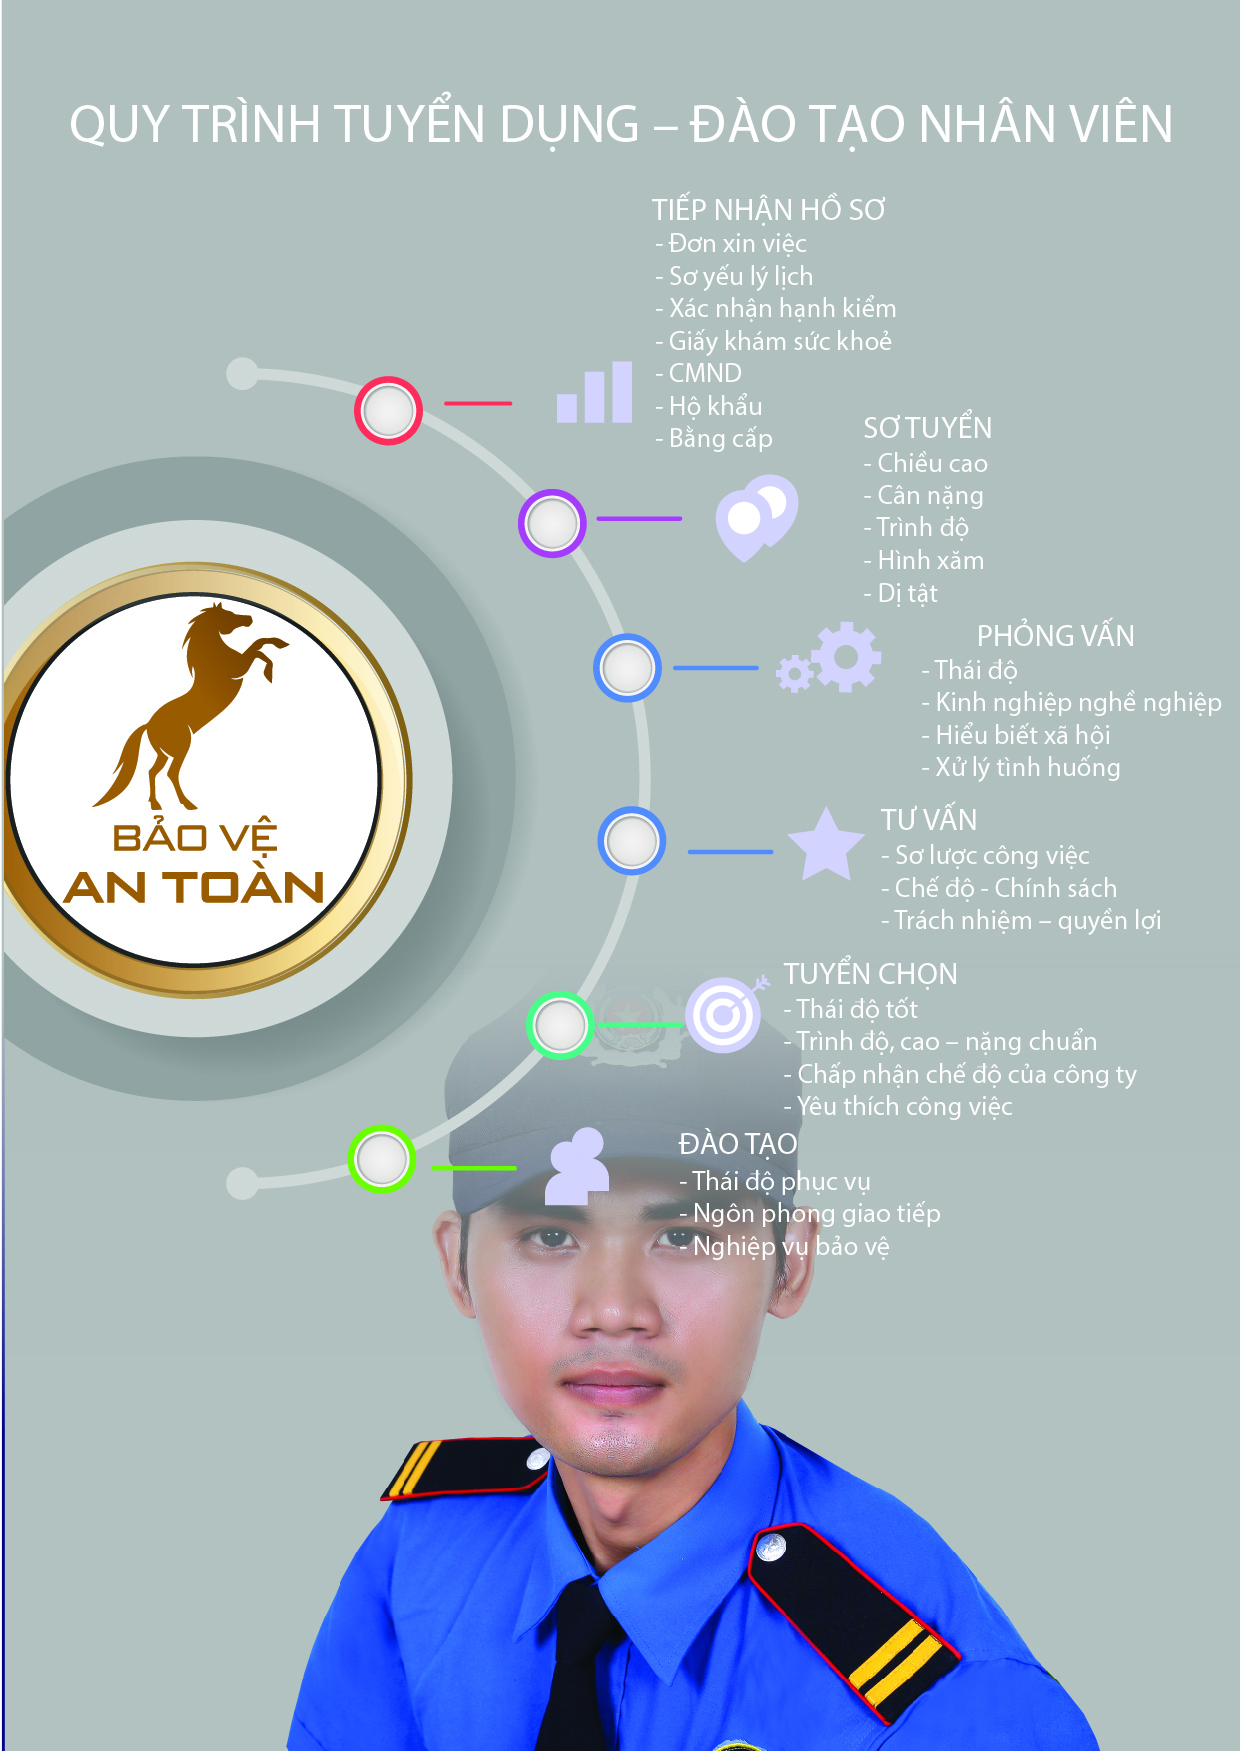 QUY TRÌNH TUYỂN DỤNG – ĐÀO TẠO NHÂN VIÊN
TIẾP NHẬN HỒ SƠ
- Đơn xin việc
- Sơ yếu lý lịch
- Xác nhận hạnh kiểm
- Giấy khám sức khoẻ
- CMND
- Hộ khẩu
- Bằng cấp
SƠ TUYỂN
- Chiều cao
- Cân nặng
- Trình độ
- Hình xăm
- Dị tật
PHỎNG VẤN
- Thái độ
- Kinh nghiệp nghề nghiệp
- Hiểu biết xã hội
- Xử lý tình huống
BẢO VỆ
AN TOÀN
TƯ VẤN
- Sơ lược công việc
- Chế độ - Chính sách
- Trách nhiệm – quyền lợi
TUYỂN CHỌN
- Thái độ tốt
- Trình độ, cao – nặng chuẩn
- Chấp nhận chế độ của công ty
- Yêu thích công việc
ĐÀO TẠO
- Thái độ phục vụ
- Ngôn phong giao tiếp
- Nghiệp vụ bảo vệ